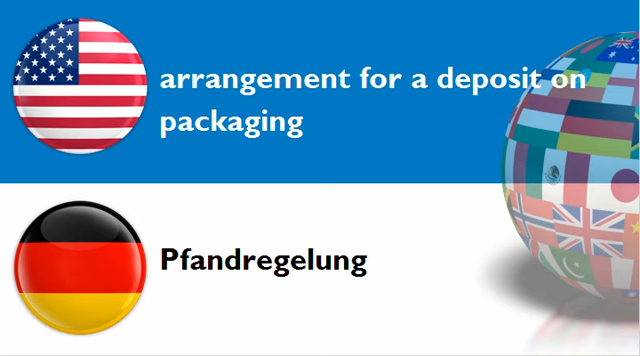 arrangement for a deposit on
packaging
Pfandregelung